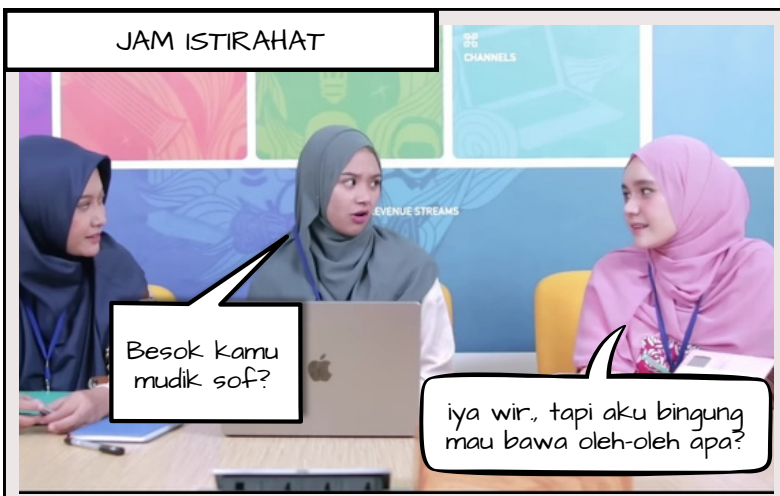 JAM ISTIRAHAT
CHANNELS
EVENUE STREAMS
Besok kamu
mudik sof?
iya wir., tapi aku bingung
mau bawa oleh-oleh apa?